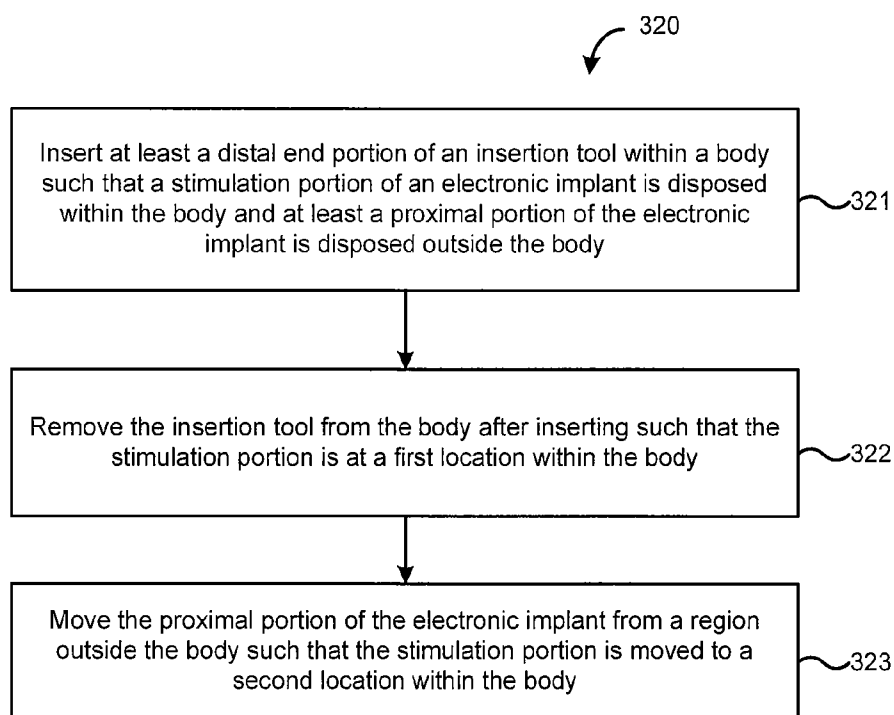 320
Insert at least a distal end portion of an insertion tool within a body
such that a stimulation portion of an electronic implant is disposed
within the body and at least a proximal portion of the electronic
implant is disposed outside the body
321
Remove the insertion tool from the body after inserting such that the
stimulation portion is at a first location within the body
322
Move the proximal portion of the electronic implant from a region
outside the body such that the stimulation portion is moved to a
second location within the body
323